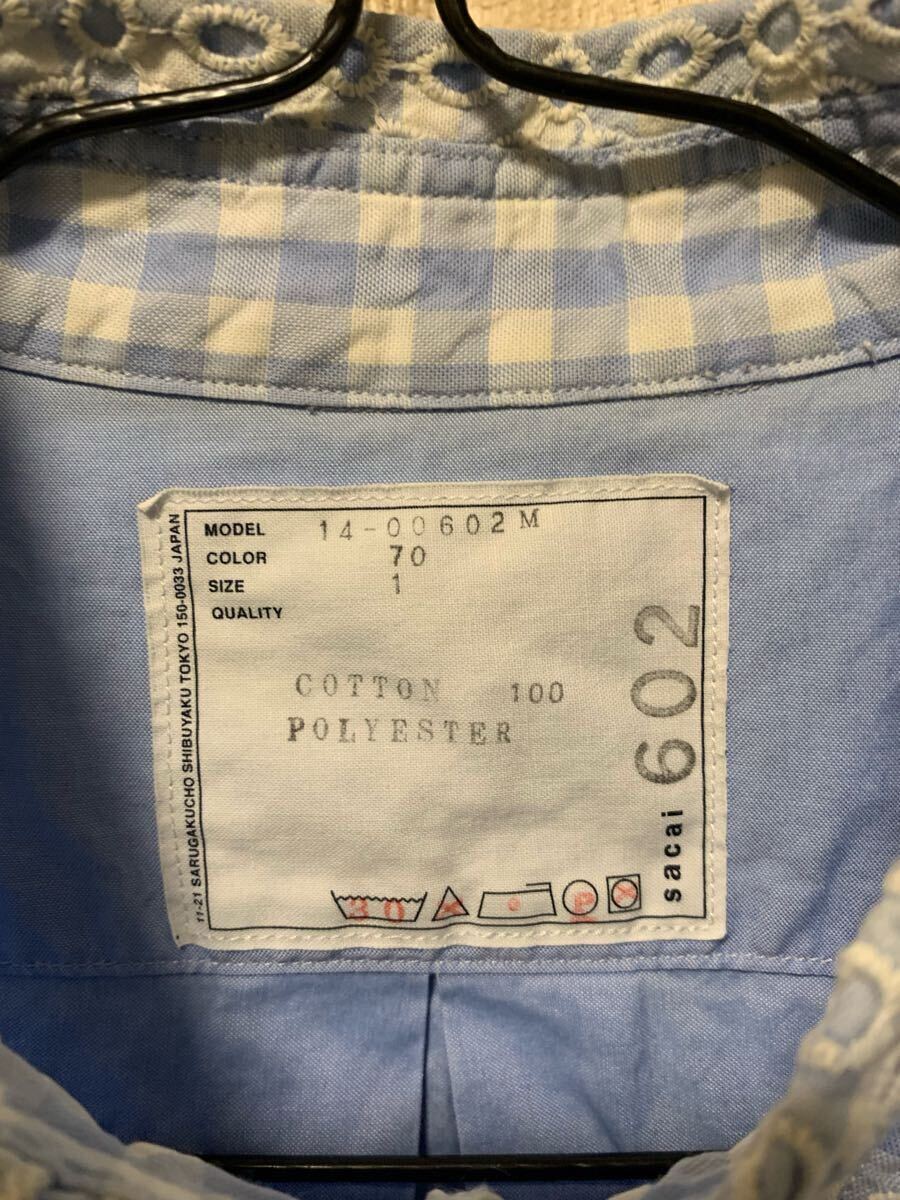 MODEL 14-00602M
COLOR 70
SIZE 1
QUALITY
COTTON 100
POLYESTER
30
P
sacai 602
11-21 SARUGAKUCHO SHIBUYAKU TOKYO 150-0033 JAPAN